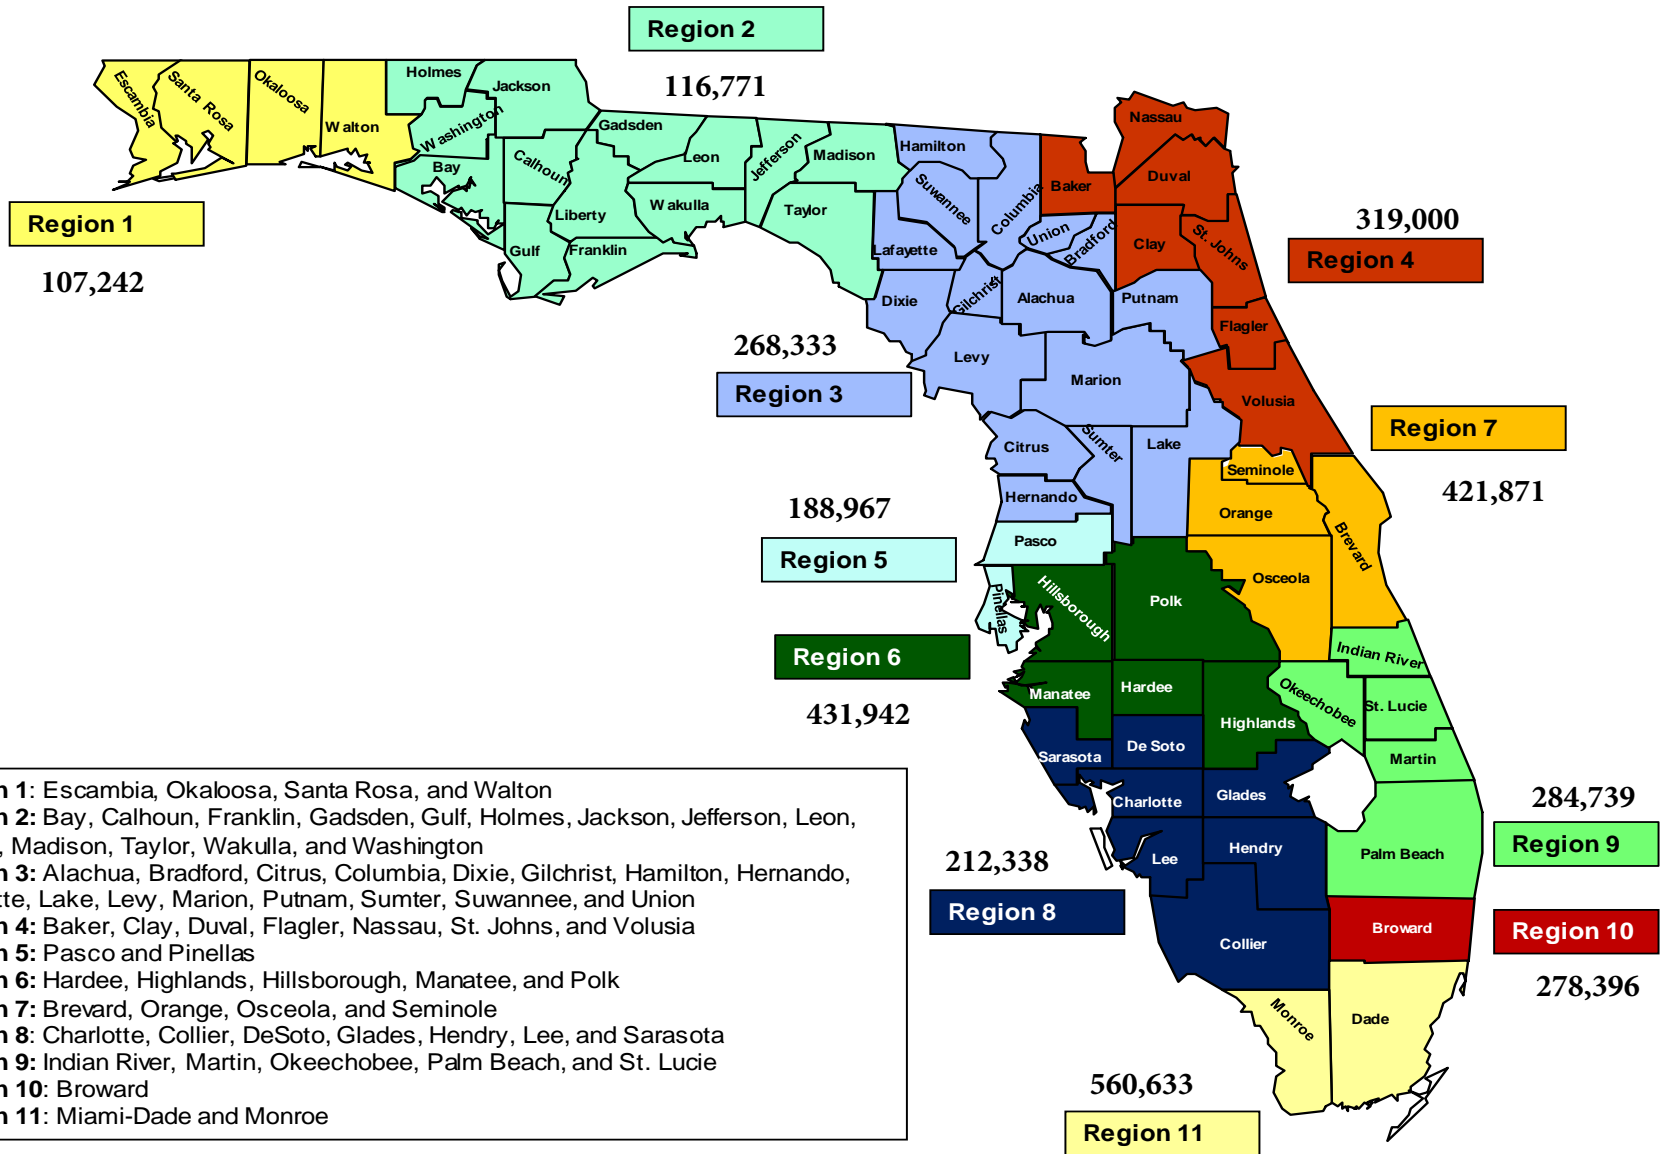 Region 2
116,771
Escambia
Santa Rosa
Okaloosa
Walton
Holmes
Jackson
Washington
Bay
Calhoun
Gulf
Liberty
Franklin
Gadsden
Leon
Wakulla
Jefferson
Madison
Taylor
Region 1
107,242
Hamilton
Suwannee
Columbia
Lafayette
Dixie
Gilchrist
Union
Bradford
Alachua
Putnam
Levy
Marion
Citrus
Sumter
Lake
Hernando
268,333
Region 3
Nassau
Duval
Baker
Clay
St. Johns
Flagler
Volusia
319,000
Region 4
Region 7
421,871
Seminole
Orange
Brevard
Osceola
188,967
Region 5
Pasco
Pinellas
Hillsborough
Polk
Region 6
431,942
Manatee
Hardee
Highlands
Indian River
Okeechobee
St. Lucie
Martin
Palm Beach
284,739
Region 9
Sarasota
De Soto
Charlotte
Glades
Lee
Hendry
Collier
212,338
Region 8
Broward
Region 10
278,396
Monroe
Dade
560,633
Region 11
n 1: Escambia, Okaloosa, Santa Rosa, and Walton
n 2: Bay, Calhoun, Franklin, Gadsden, Gulf, Holmes, Jackson, Jefferson, Leon,
, Madison, Taylor, Wakulla, and Washington
n 3: Alachua, Bradford, Citrus, Columbia, Dixie, Gilchrist, Hamilton, Hernando,
tte, Lake, Levy, Marion, Putnam, Sumter, Suwannee, and Union
n 4: Baker, Clay, Duval, Flagler, Nassau, St. Johns, and Volusia
n 5: Pasco and Pinellas
n 6: Hardee, Highlands, Hillsborough, Manatee, and Polk
n 7: Brevard, Orange, Osceola, and Seminole
n 8: Charlotte, Collier, DeSoto, Glades, Hendry, Lee, and Sarasota
n 9: Indian River, Martin, Okeechobee, Palm Beach, and St. Lucie
n 10: Broward
n 11: Miami-Dade and Monroe